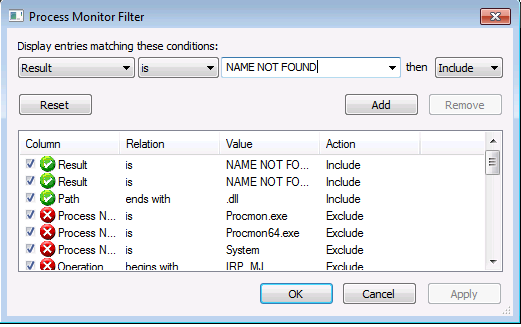 Process Monitor Filter
Display entries matching these conditions:
Result is NAME NOT FOUND then Include
Reset Add Remove
Column Relation Value Action
Result is NAME NOT FO... Include
Result is NAME NOT FO... Include
Path ends with .dll Include
Process N... is Procmon.exe Exclude
Process N... is Procmon64.exe Exclude
Process N... is System Exclude
Operation begins with IRP_MJ Exclude
OK Cancel Apply